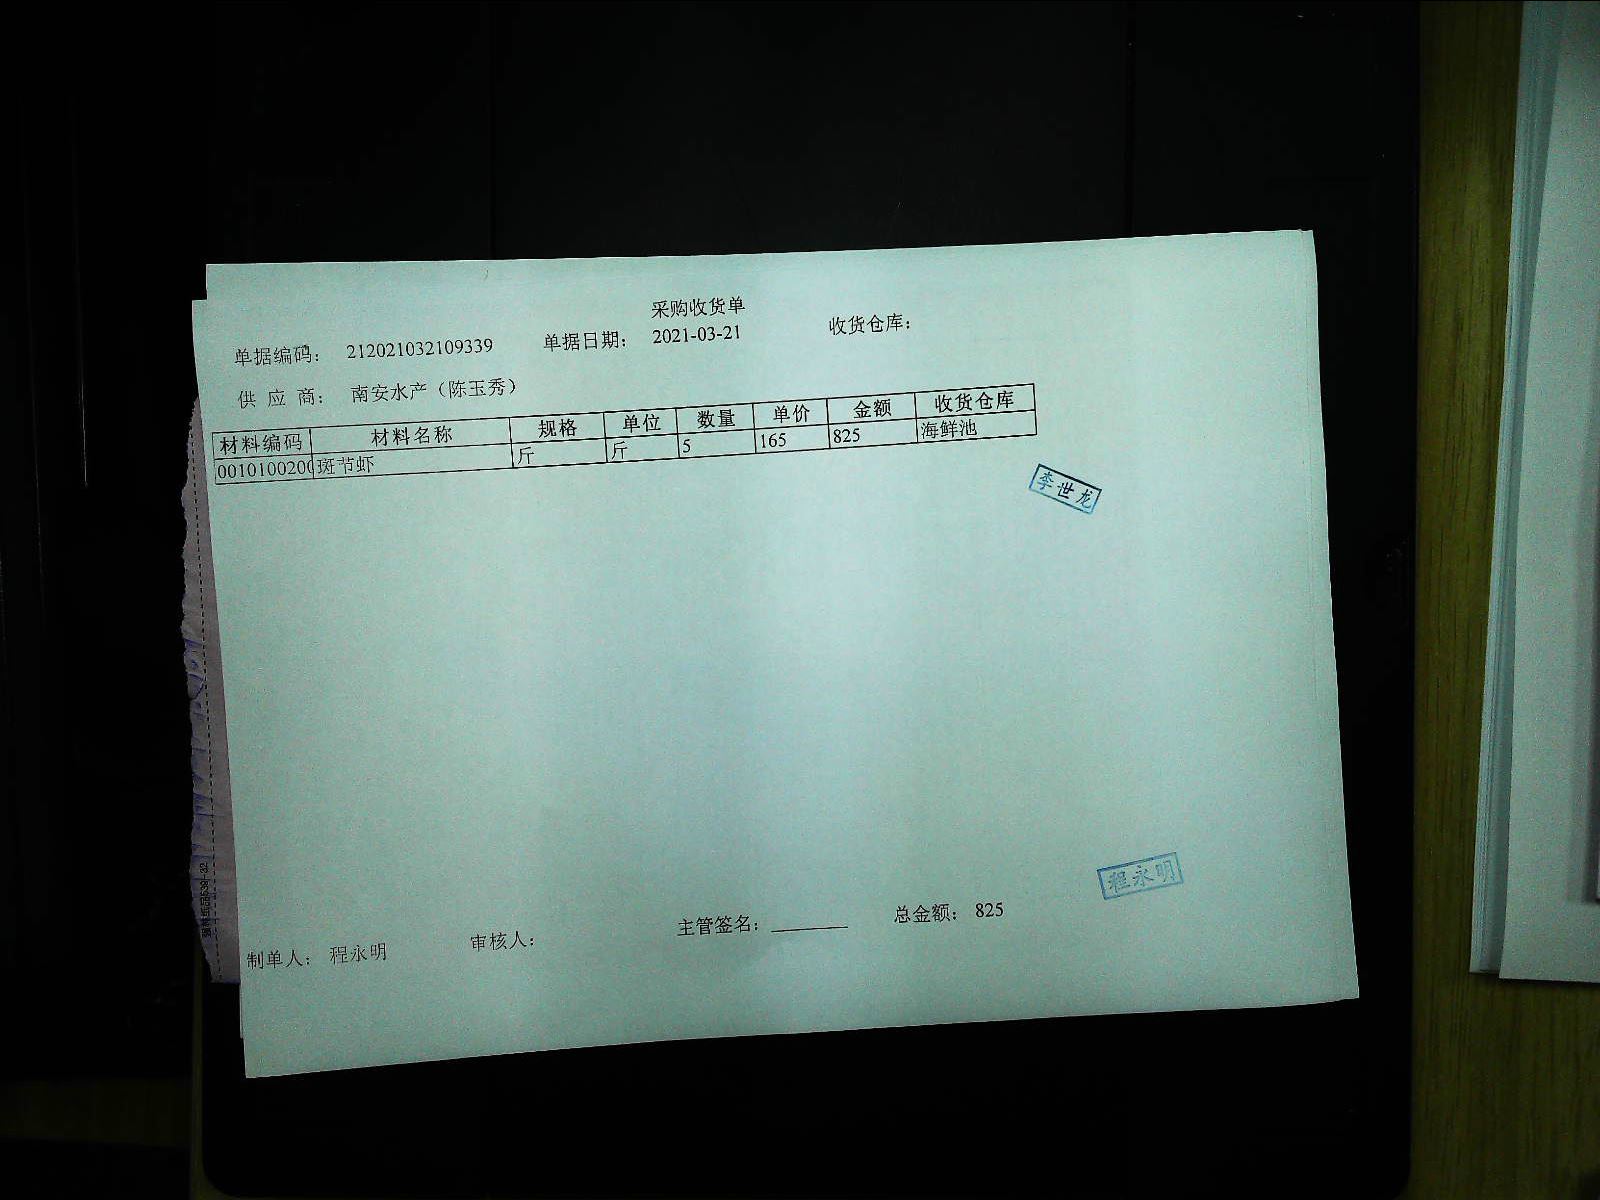 采购收货单
单据编码： 212021032109339 单据日期： 2021-03-21 收货仓库：
供 应 商： 南安水产（陈玉秀）
材料编码 材料名称 规格 单位 数量 单价 金额 收货仓库
0010100200 斑节虾 斤 斤 5 165 825 海鲜池
李世龙
程永明
制单人： 程永明 审核人： 主管签名： 总金额： 825